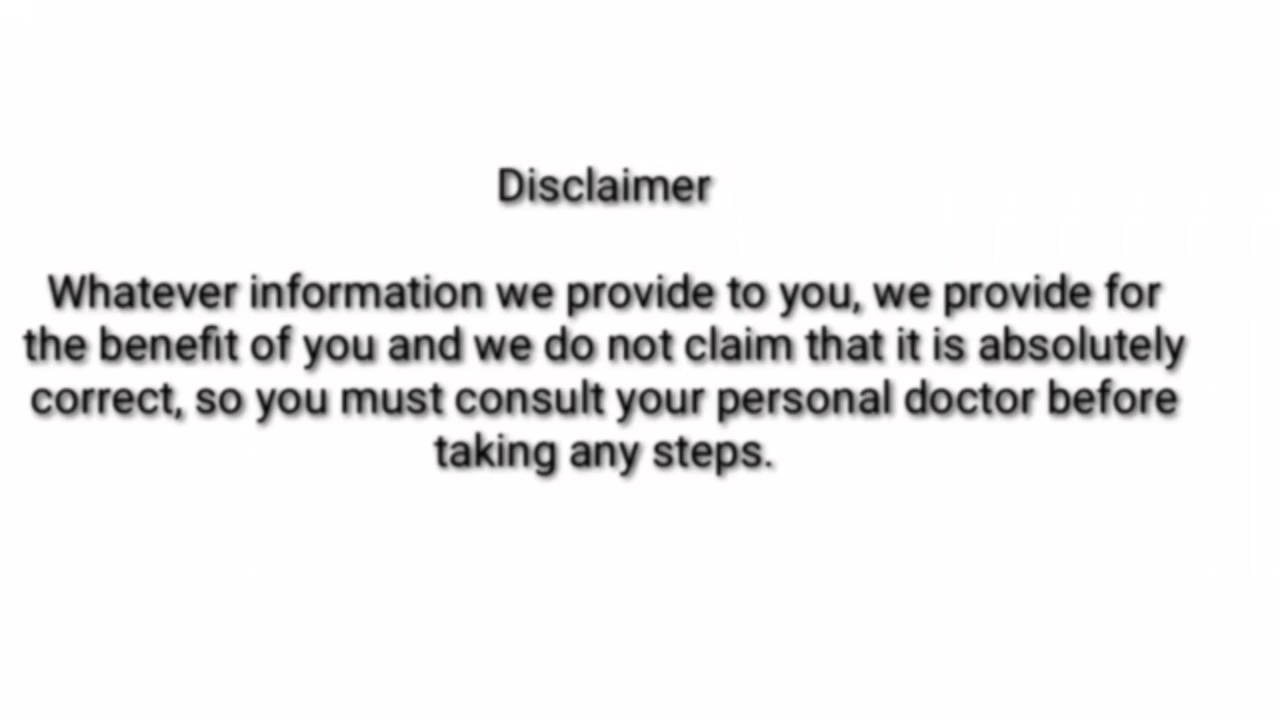 Disclaimer
Whatever information we provide to you, we provide for
the benefit of you and we do not claim that it is absolutely
correct, so you must consult your personal doctor before
taking any steps.